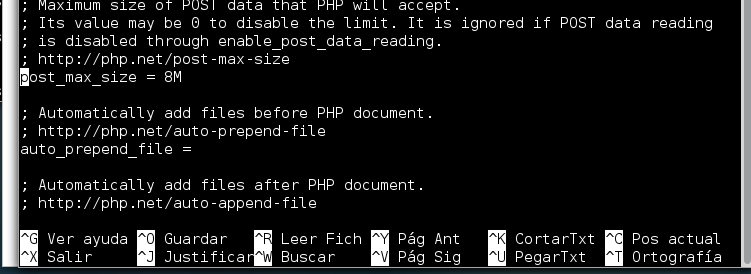 ; Maximum size of POST data that PHP will accept.
; Its value may be 0 to disable the limit. It is ignored if POST data reading
; is disabled through enable_post_data_reading.
; http://php.net/post-max-size
post_max_size = 8M
; Automatically add files before PHP document.
; http://php.net/auto-prepend-file
auto_prepend_file =
; Automatically add files after PHP document.
; http://php.net/auto-append-file
^G Ver ayuda ^O Guardar ^R Leer Fich ^Y Pág Ant ^K CortarTxt ^C Pos actual
^X Salir ^J Justificar ^W Buscar ^V Pág Sig ^U PegarTxt ^T Ortografía